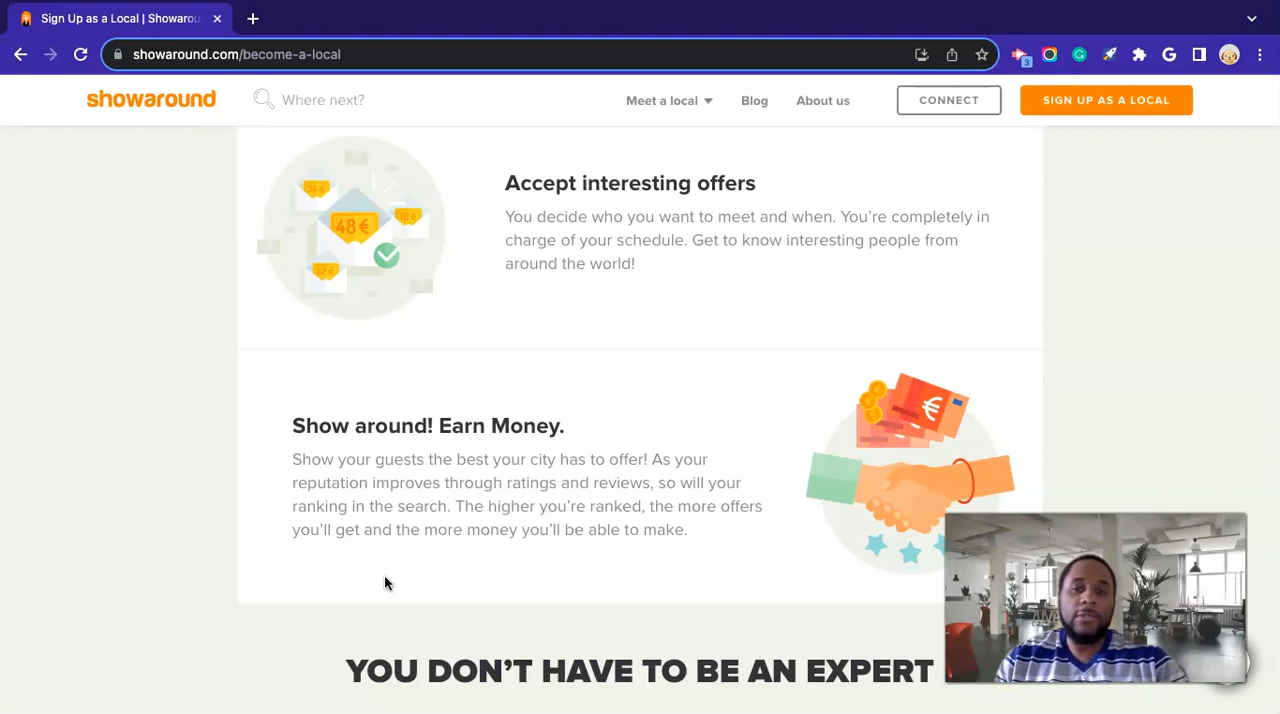 Sign Up as a Local | Showarou
showaround.com/become-a-local
3
showaround
Where next?
Meet a local
Blog
About us
CONNECT
SIGN UP AS A LOCAL
34 €
48 €
18 €
Accept interesting offers
You decide who you want to meet and when. You’re completely in
charge of your schedule. Get to know interesting people from
around the world!
Show around! Earn Money.
Show your guests the best your city has to offer! As your
reputation improves through ratings and reviews, so will your
ranking in the search. The higher you’re ranked, the more offers
you’ll get and the more money you’ll be able to make.
€
YOU DON’T HAVE TO BE AN EXPERT